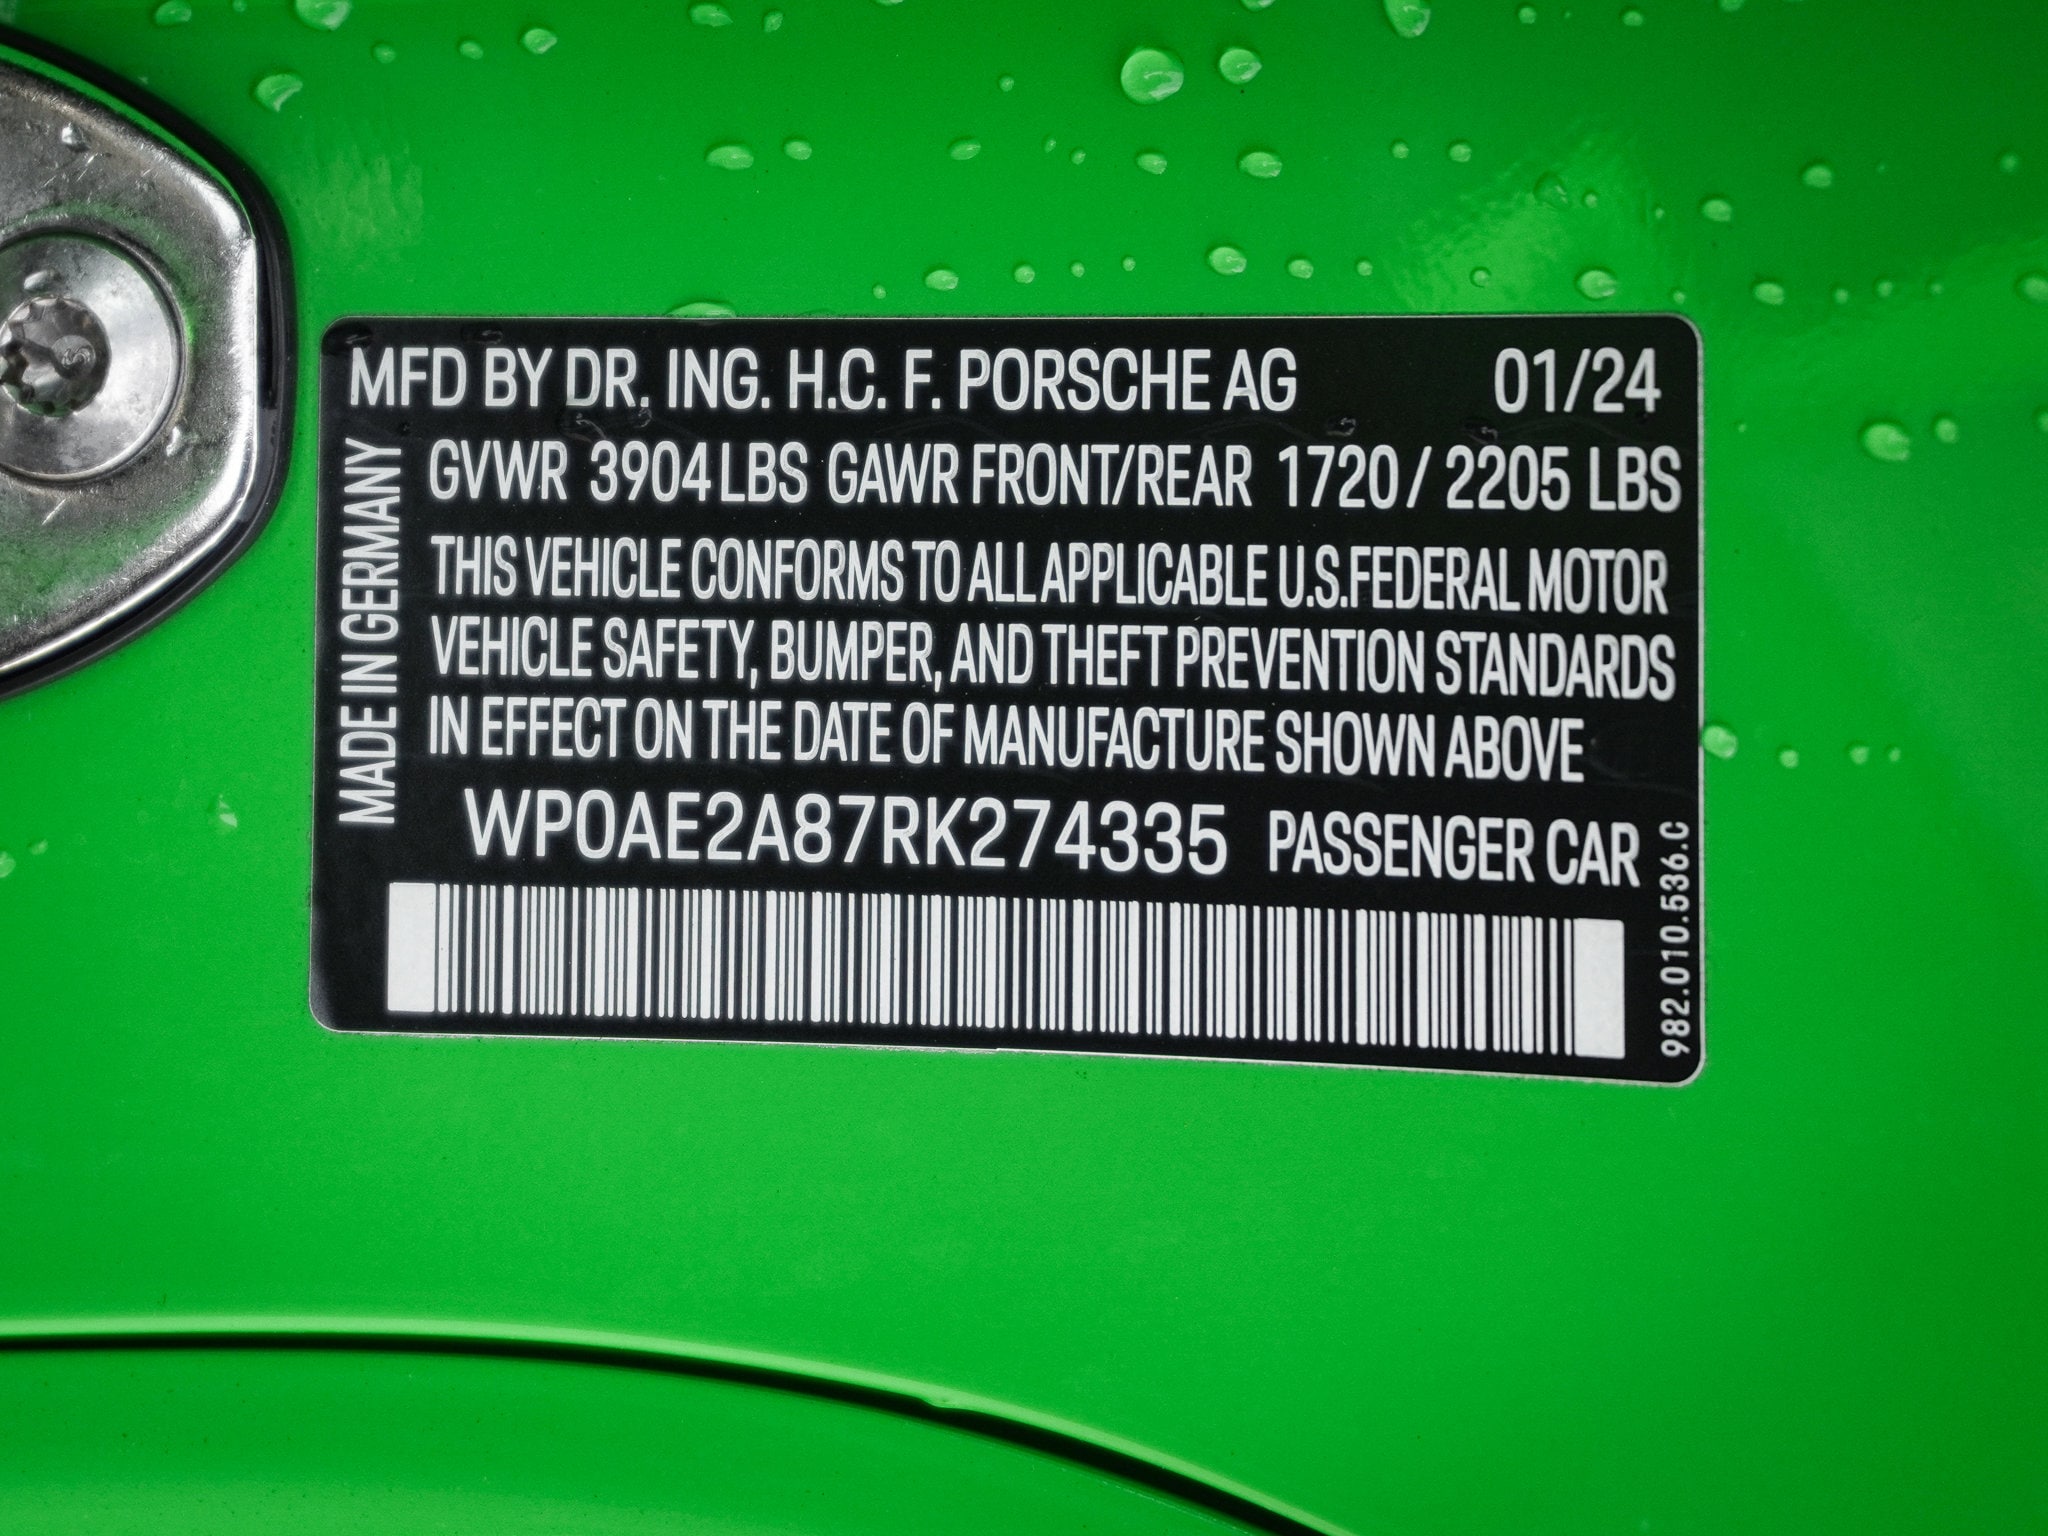 MFD BY DR. ING. H.C. F. PORSCHE AG 01/24
MADE IN GERMANY
GVWR 3904 LBS GAWR FRONT/REAR 1720 / 2205 LBS
THIS VEHICLE CONFORMS TO ALL APPLICABLE U.S.FEDERAL MOTOR
VEHICLE SAFETY, BUMPER, AND THEFT PREVENTION STANDARDS
IN EFFECT ON THE DATE OF MANUFACTURE SHOWN ABOVE
WP0AE2A87RK274335 PASSENGER CAR
982.010.536.C